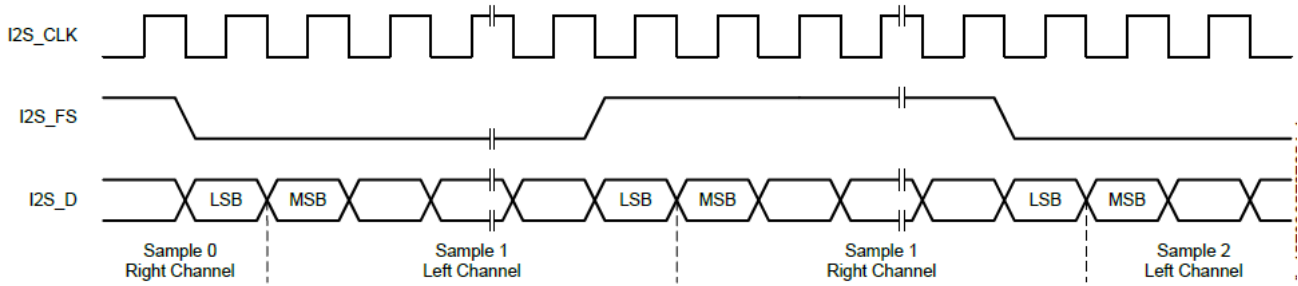 I2S_CLK
I2S_FS
I2S_D
LSB MSB LSB MSB LSB MSB
Sample 0
Right Channel
Sample 1
Left Channel
Sample 1
Right Channel
Sample 2
Left Channel